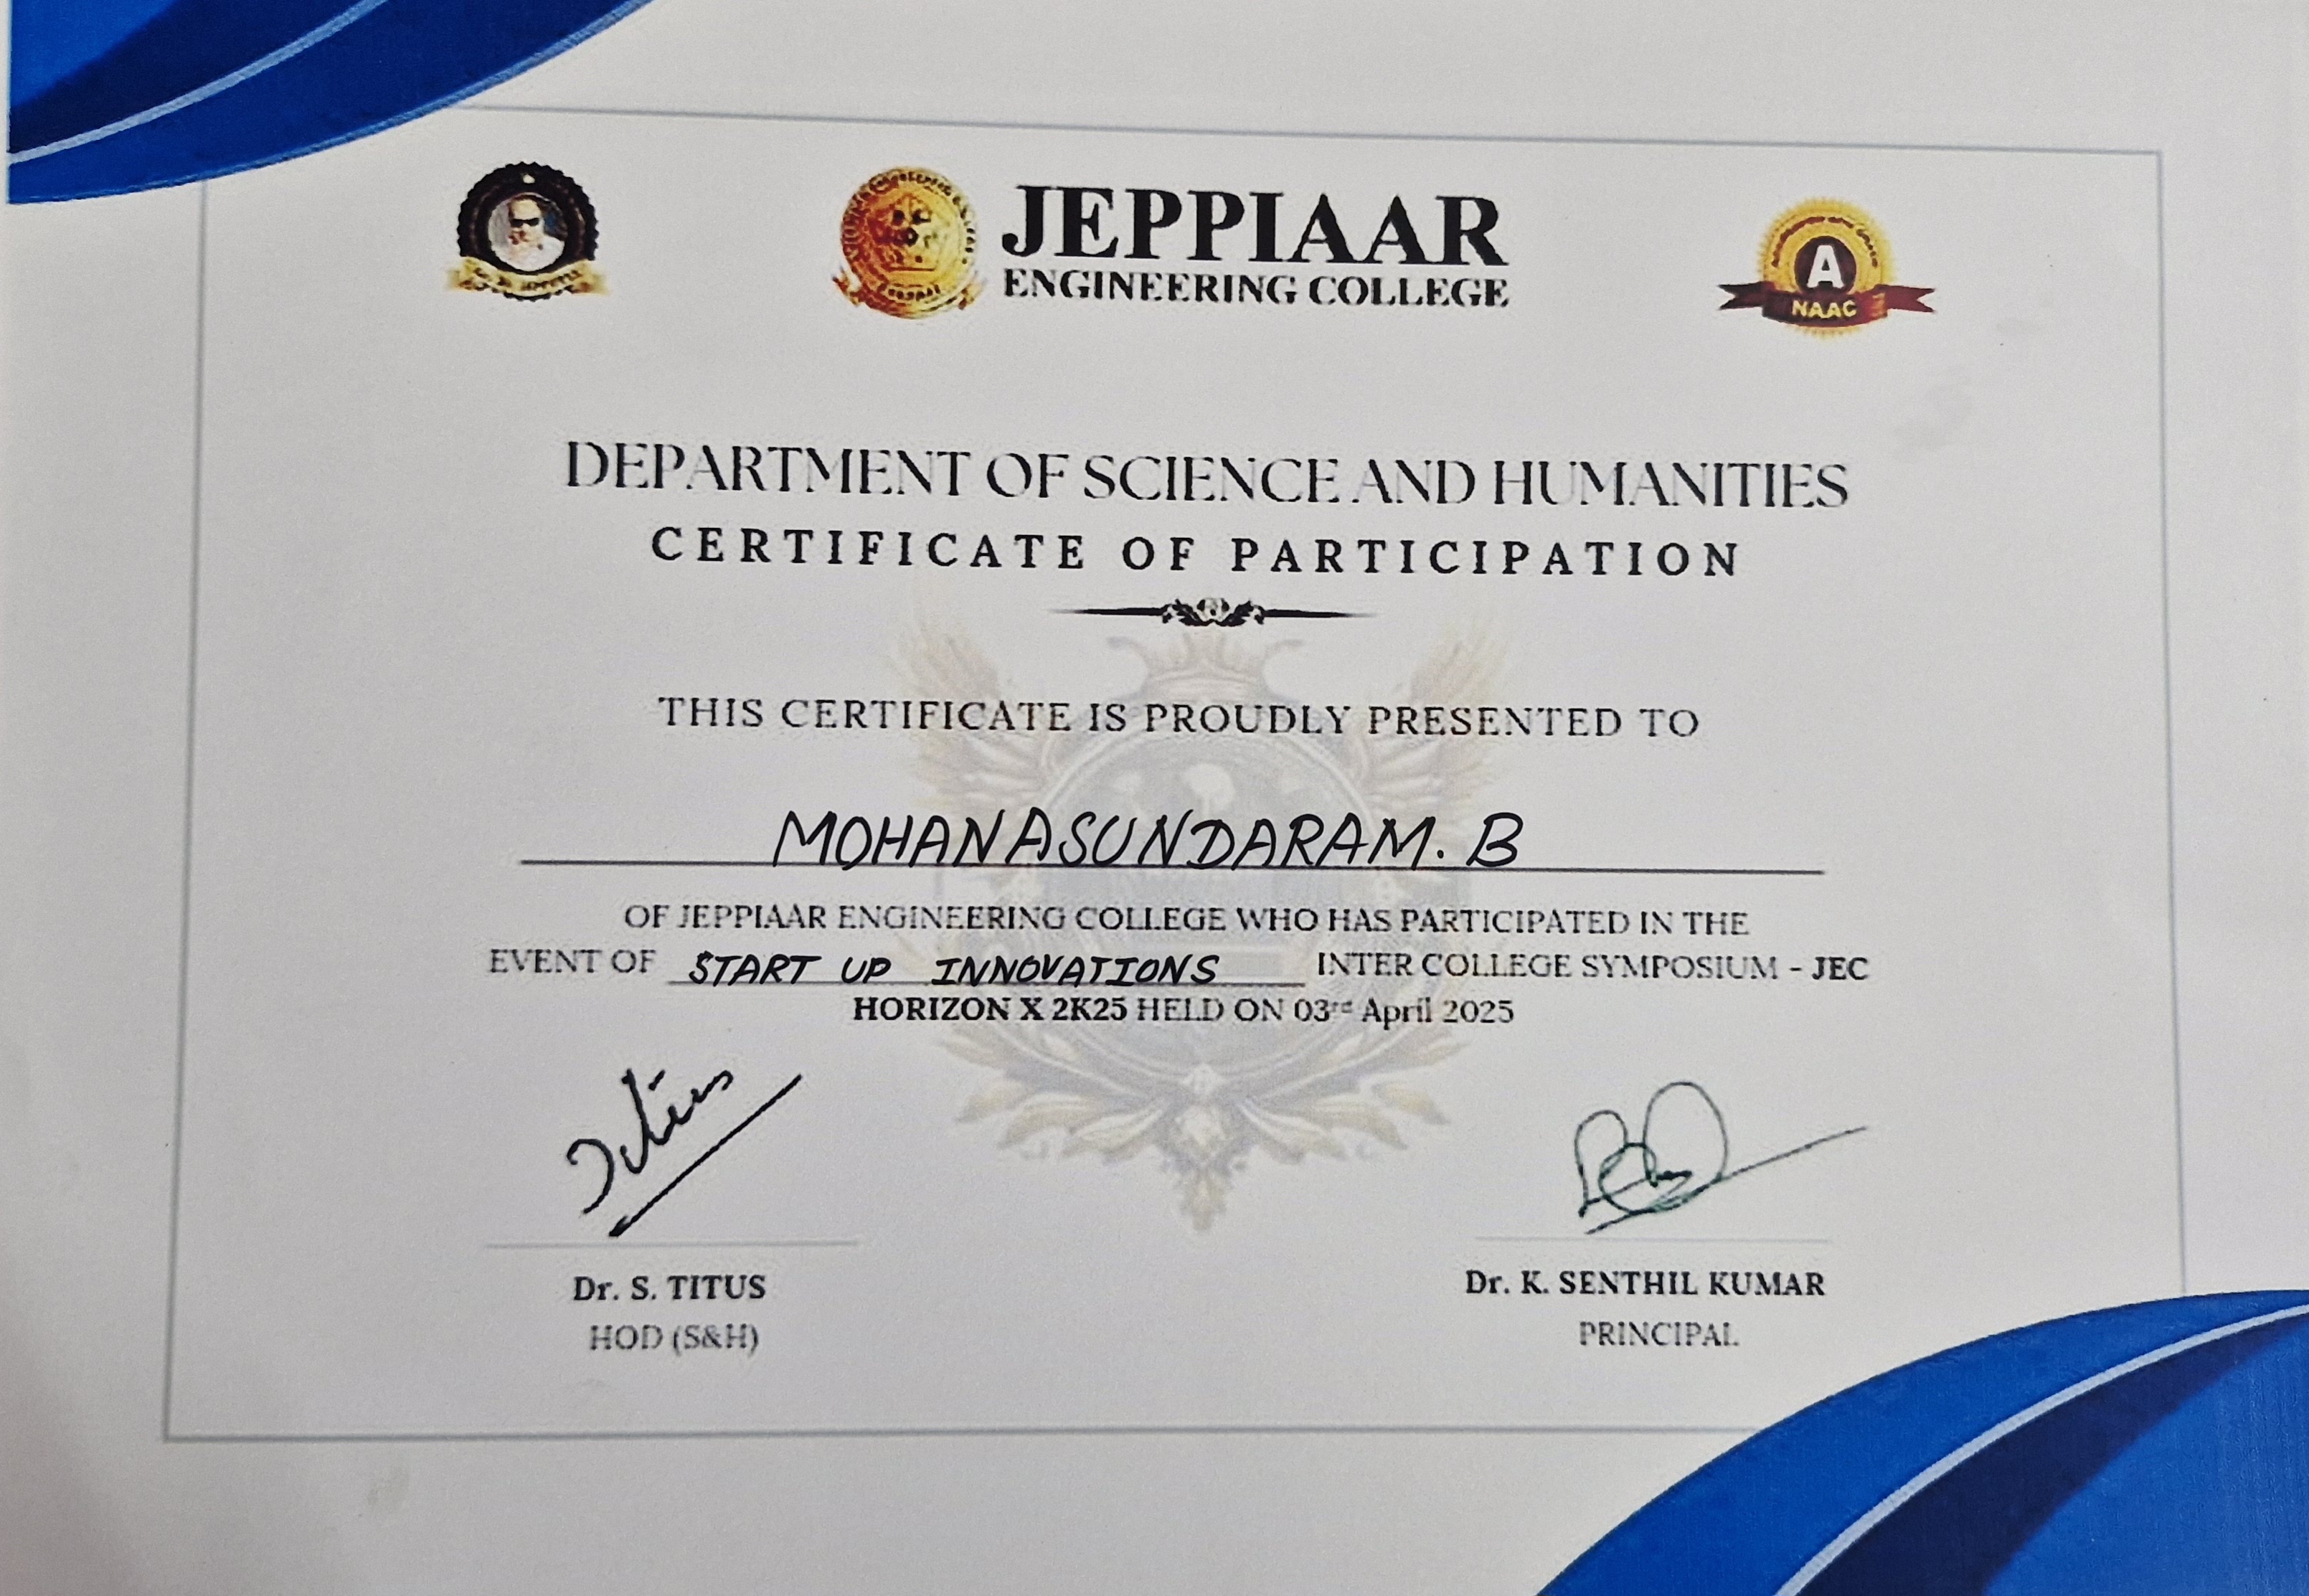 JEPPIAAR
ENGINEERING COLLEGE
A
NAAC
DEPARTMENT OF SCIENCE AND HUMANITIES
CERTIFICATE OF PARTICIPATION
THIS CERTIFICATE IS PROUDLY PRESENTED TO
MOHANASUNDARAM. B
OF JEPPIAAR ENGINEERING COLLEGE WHO HAS PARTICIPATED IN THE
EVENT OF START UP INNOVATIONS INTER COLLEGE SYMPOSIUM - JEC
HORIZON X 2K25 HELD ON 03rd April 2025
Titus
Dr. S. TITUS
HOD (S&H)
Dr. K. SENTHIL KUMAR
PRINCIPAL